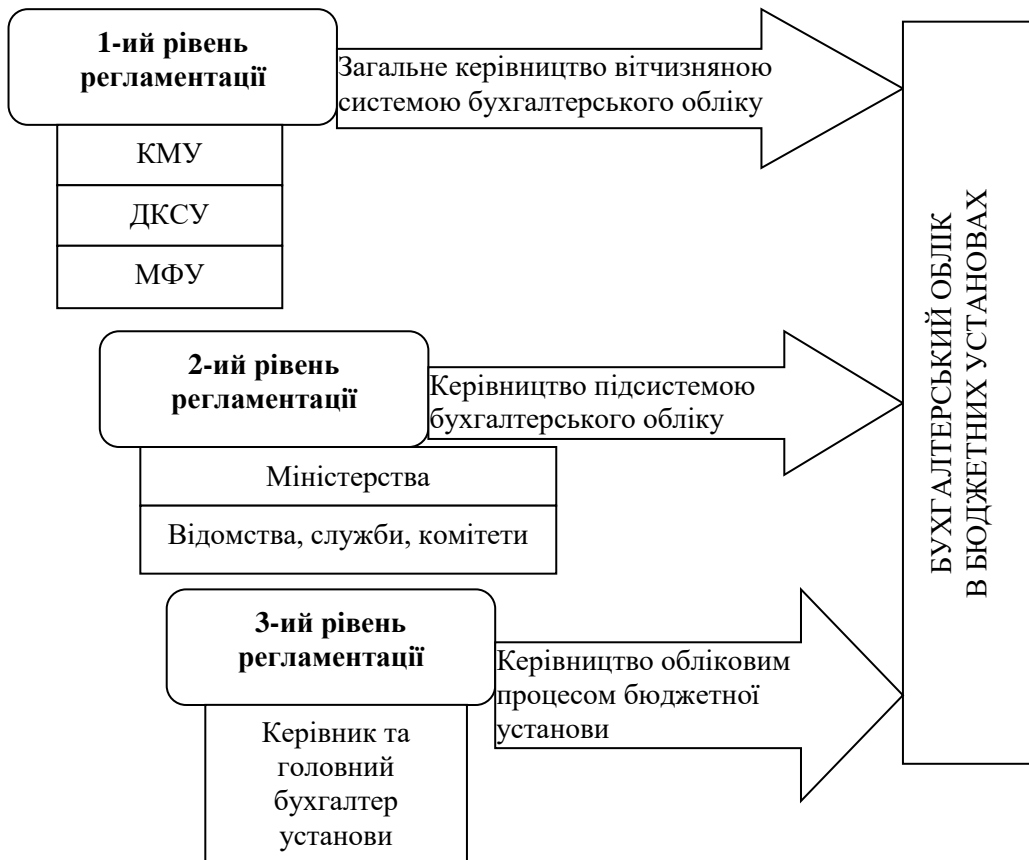 1-ий рівень
регламентації
Загальне керівництво вітчизняною
системою бухгалтерського обліку
КМУ
ДКСУ
МФУ
2-ий рівень
регламентації
Керівництво підсистемою
бухгалтерського обліку
Міністерства
Відомства, служби, комітети
3-ий рівень
регламентації
Керівництво обліковим
процесом бюджетної
установи
Керівник та
головний
бухгалтер
установи
БУХГАЛТЕРСЬКИЙ ОБЛІК
В БЮДЖЕТНИХ УСТАНОВАХ